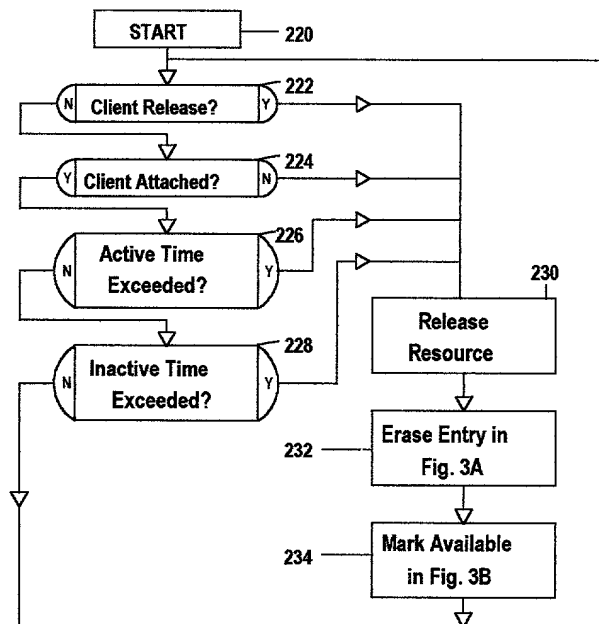 START
220
222
N
Client Release?
Y
224
Y
Client Attached?
N
226
N
Active Time
Exceeded?
Y
228
N
Inactive Time
Exceeded?
Y
230
Release
Resource
232
Erase Entry in
Fig. 3A
234
Mark Available
in Fig. 3B